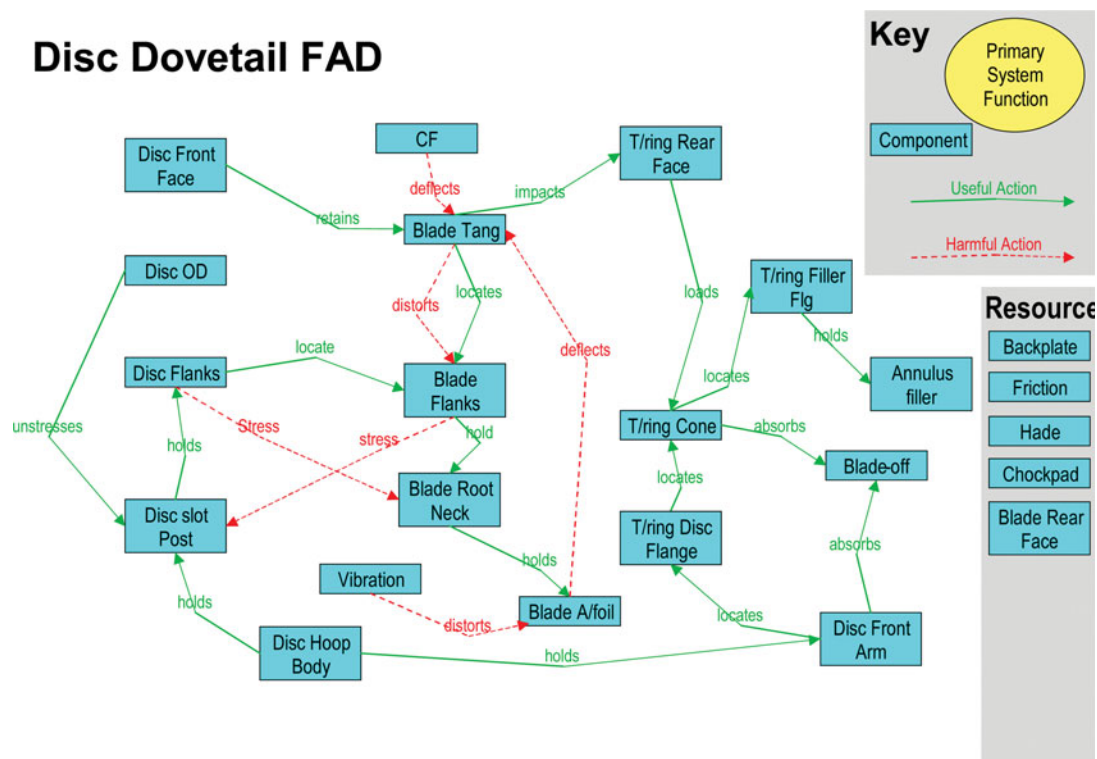 Disc Dovetail FAD
Key
Primary
System
Function
Component
Useful Action
Harmful Action
Resource
Backplate
Friction
Hade
Chockpad
Blade Rear
Face
CF
Disc Front
Face
T/ring Rear
Face
deflects
impacts
retains
Blade Tang
Disc OD
T/ring Filler
Flg
distorts
locates
loads
holds
locate
deflects
Disc Flanks
Blade
Flanks
locates
Annulus
filler
unstresses
Stress
stress
hold
T/ring Cone
absorbs
holds
Blade-off
locates
Blade Root
Neck
Disc slot
Post
T/ring Disc
Flange
holds
absorbs
Vibration
holds
Blade A/foil
locates
distorts
Disc Hoop
Body
holds
Disc Front
Arm